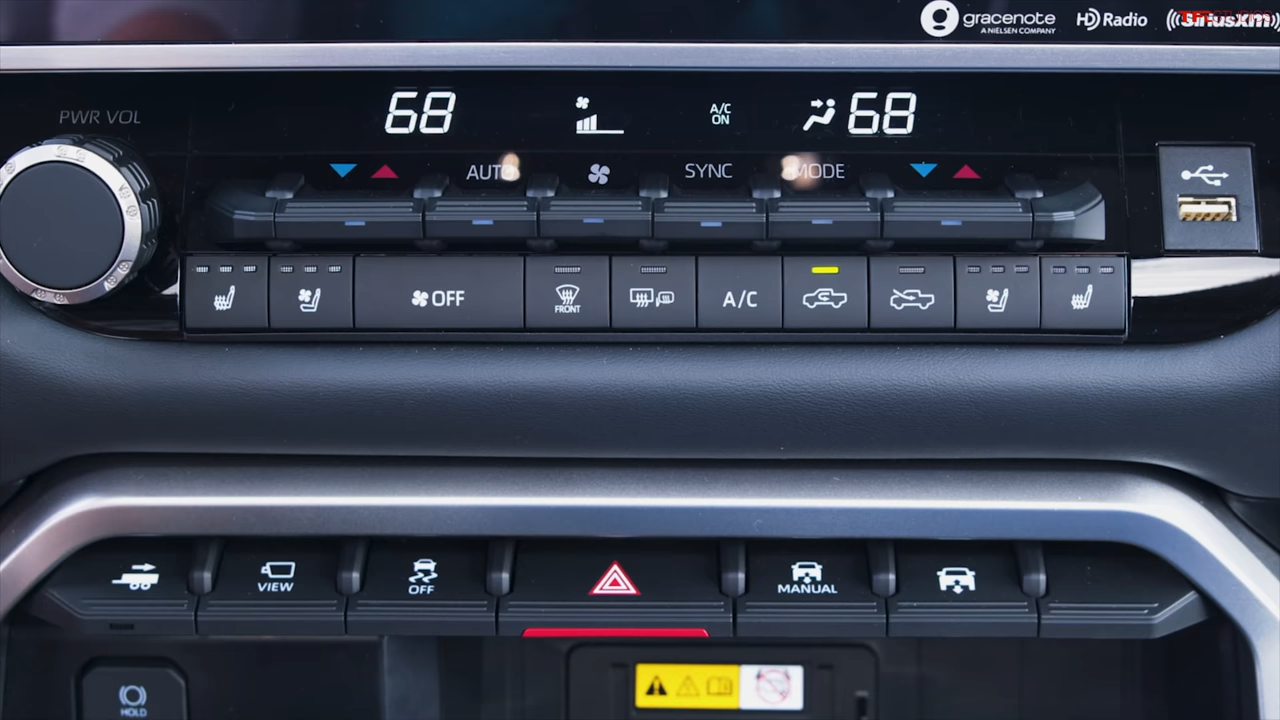 gracenote
A NIELSEN COMPANY
HD Radio
SiriusXM
PWR VOL
68
A/C
ON
68
AUTO
SYNC
MODE
OFF
FRONT
A/C
VIEW
OFF
MANUAL
HOLD